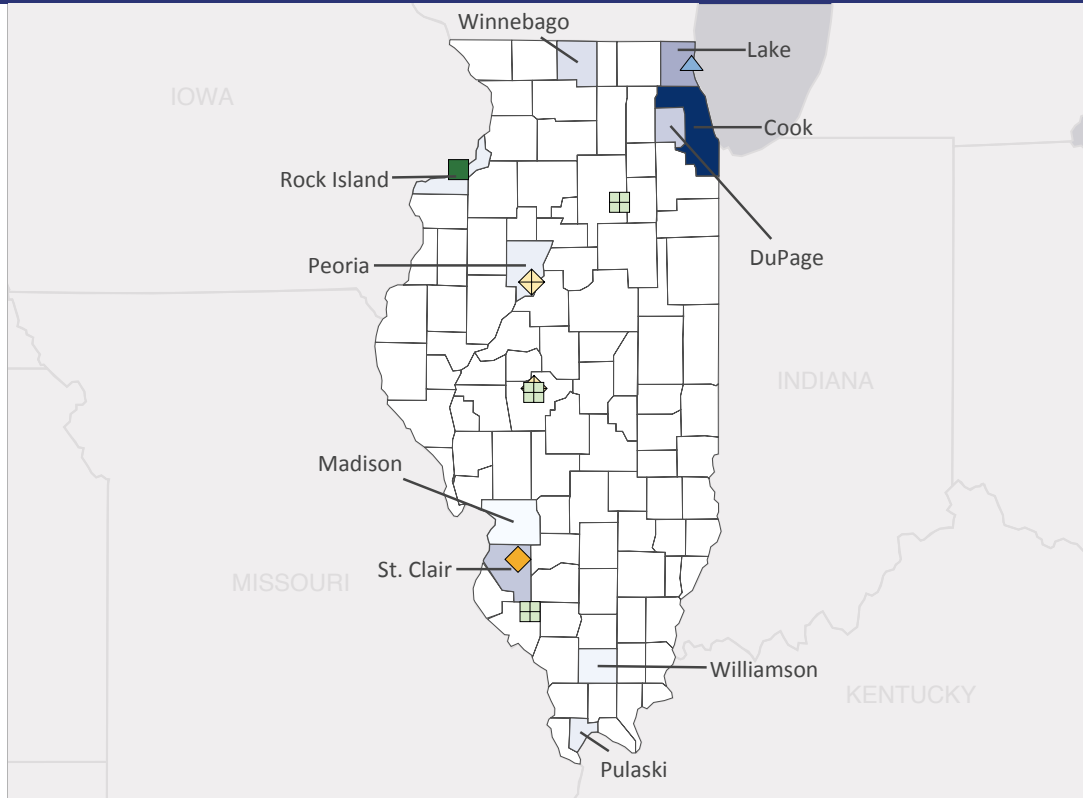 Winnebago
Lake
IOWA
Cook
Rock Island
DuPage
Peoria
INDIANA
Madison
St. Clair
MISSOURI
Williamson
KENTUCKY
Pulaski